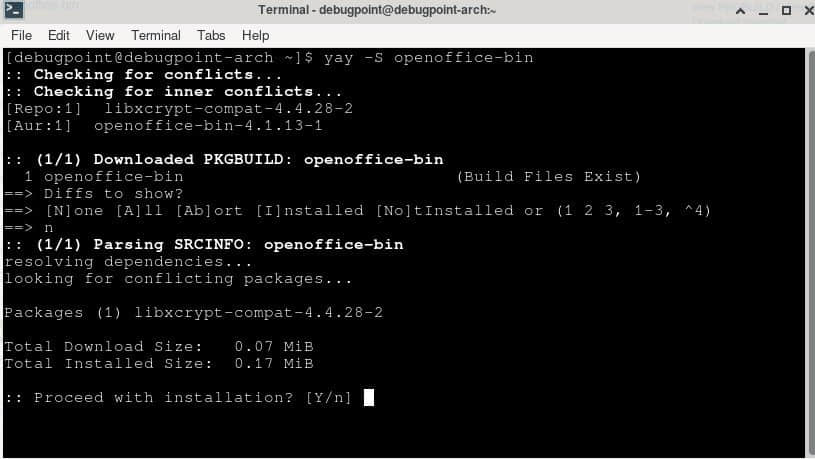 Terminal - debugpoint@debugpoint-arch:~
File Edit View Terminal Tabs Help
[debugpoint@debugpoint-arch ~]$ yay -S openoffice-bin
:: Checking for conflicts...
:: Checking for inner conflicts...
[Repo:1]  libxcrypt-compat-4.4.28-2
[Aur:1]  openoffice-bin-4.1.13-1
:: (1/1) Downloaded PKGBUILD: openoffice-bin
  1 openoffice-bin                           (Build Files Exist)
==> Diffs to show?
==> [N]one [A]ll [Ab]ort [I]nstalled [No]tInstalled or (1 2 3, 1-3, ^4)
==> n
:: (1/1) Parsing SRCINFO: openoffice-bin
resolving dependencies...
looking for conflicting packages...
Packages (1) libxcrypt-compat-4.4.28-2
Total Download Size:   0.07 MiB
Total Installed Size:  0.17 MiB
:: Proceed with installation? [Y/n]